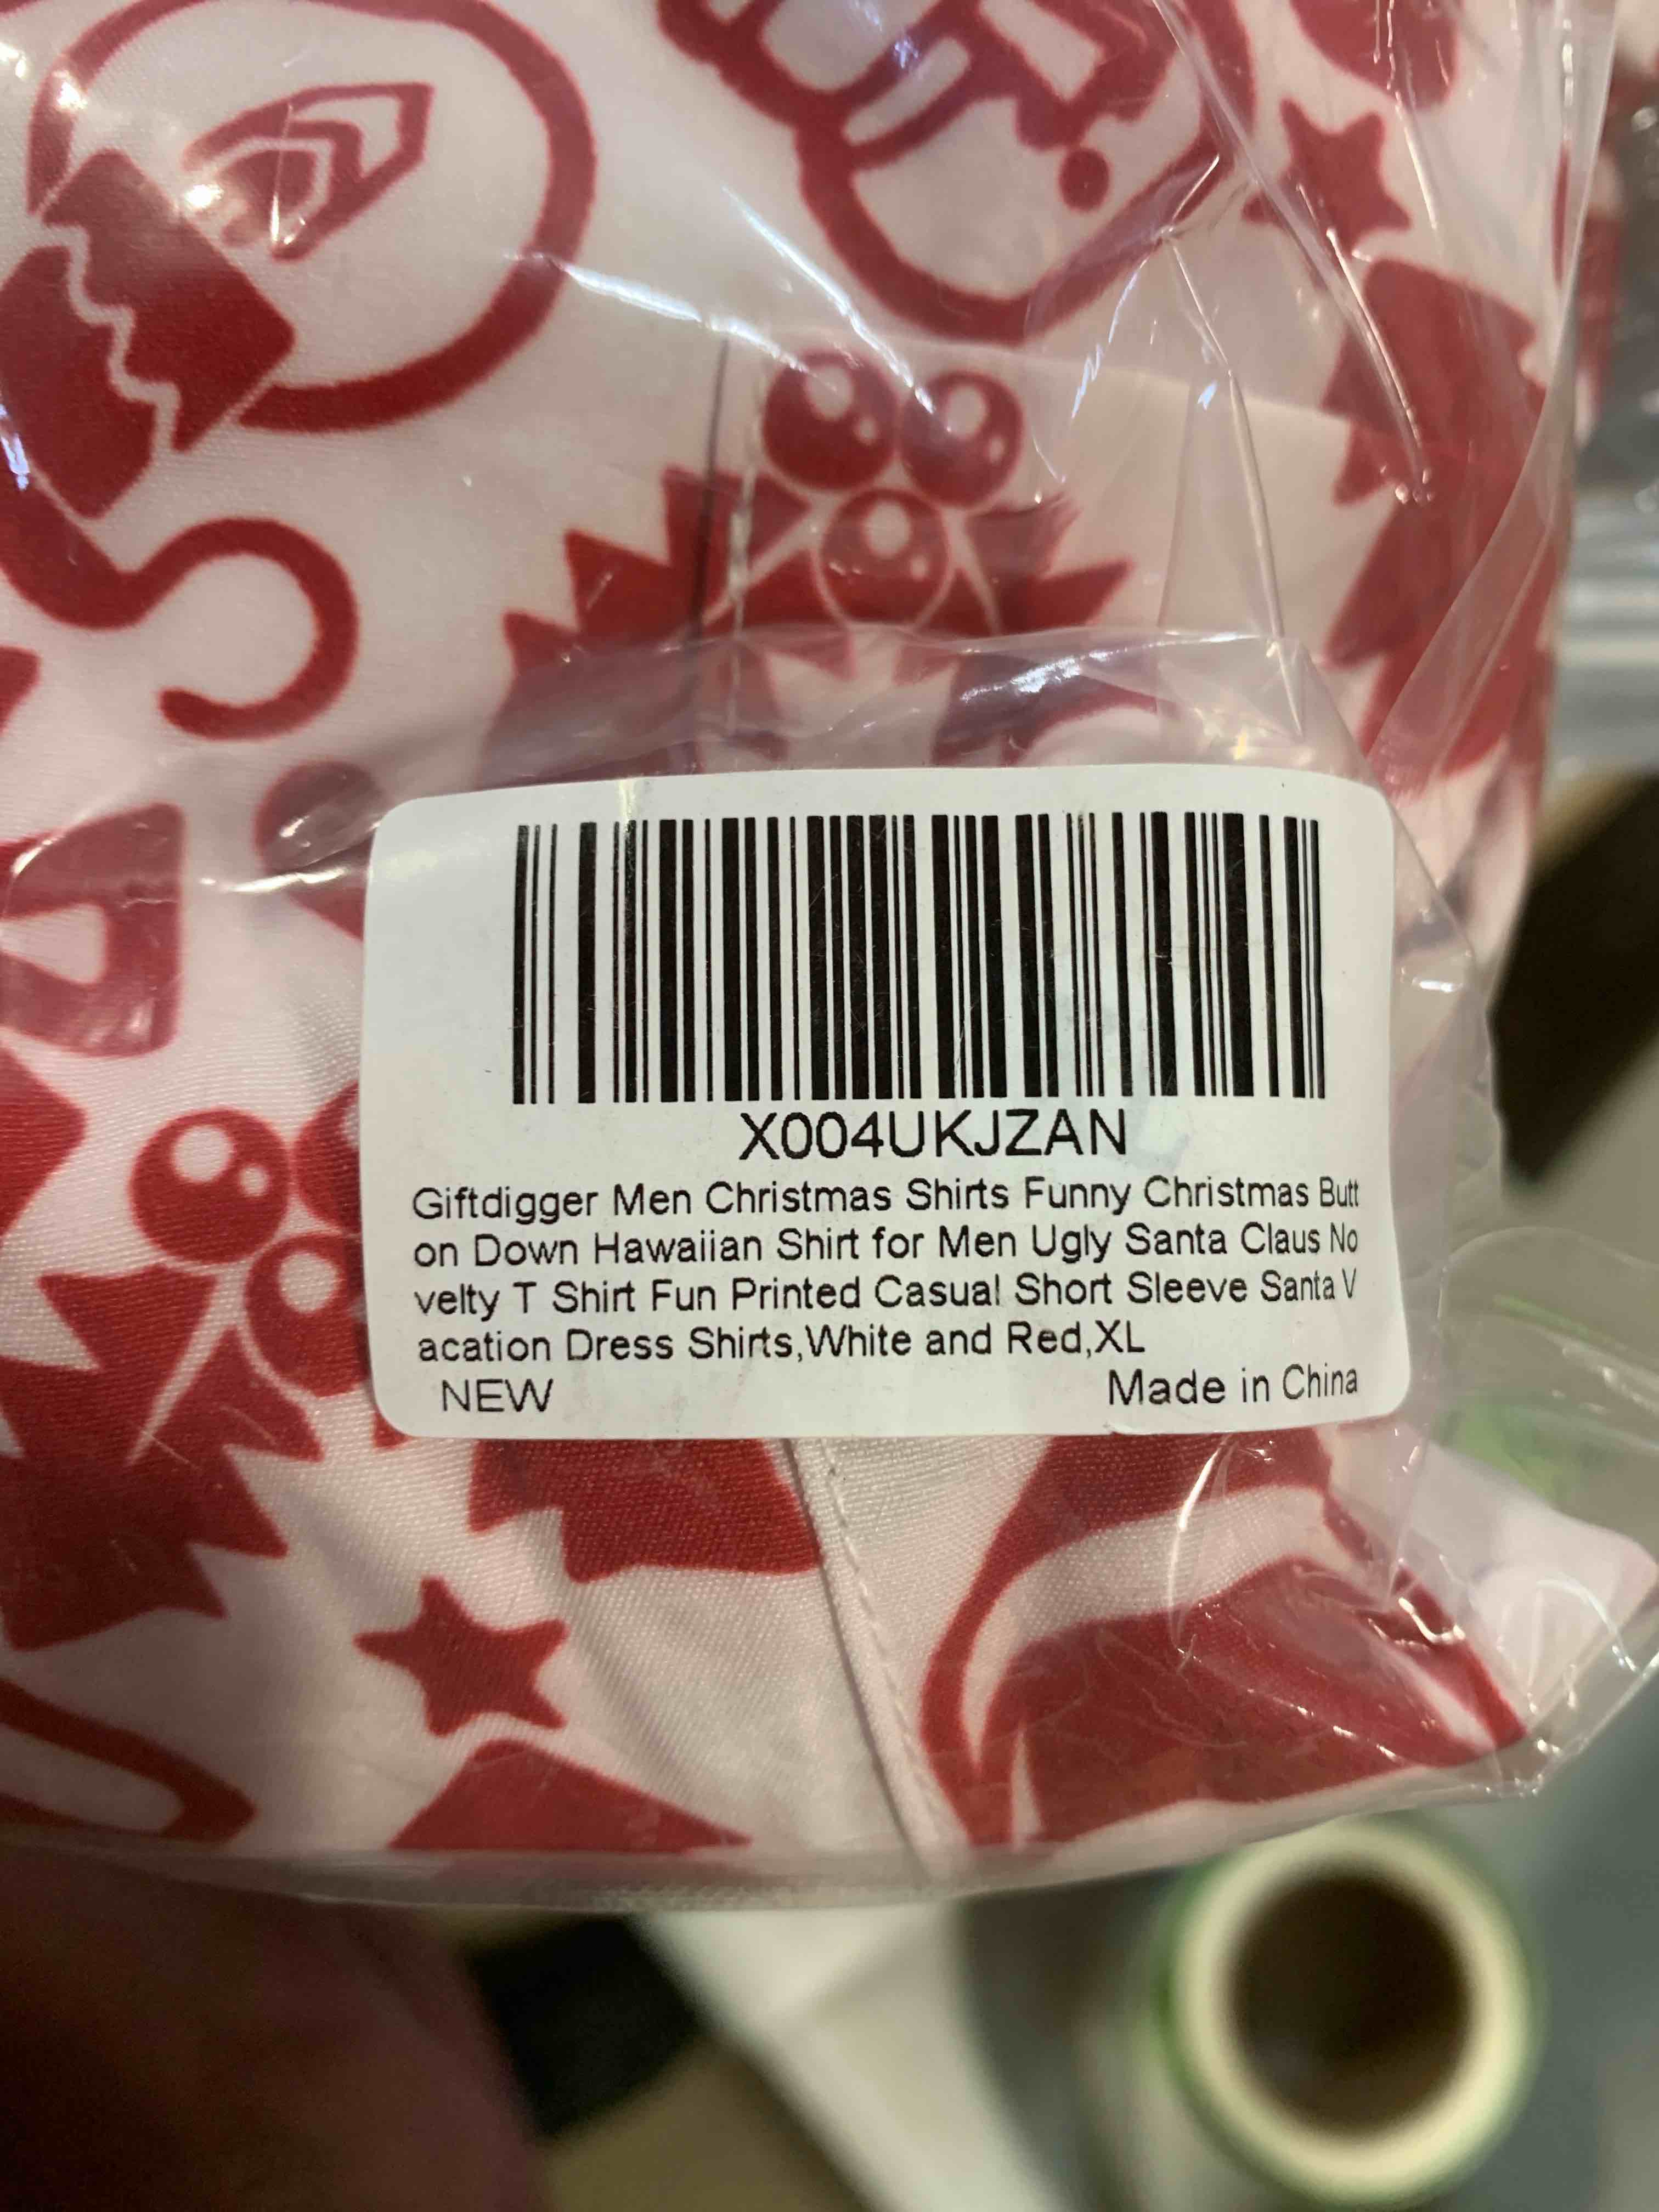 X004UKJZAN
Giftdigger Men Christmas Shirts Funny Christmas Butt
on Down Hawaiian Shirt for Men Ugly Santa Claus No
velty T Shirt Fun Printed Casual Short Sleeve Santa V
acation Dress Shirts,White and Red,XL
NEW Made in China